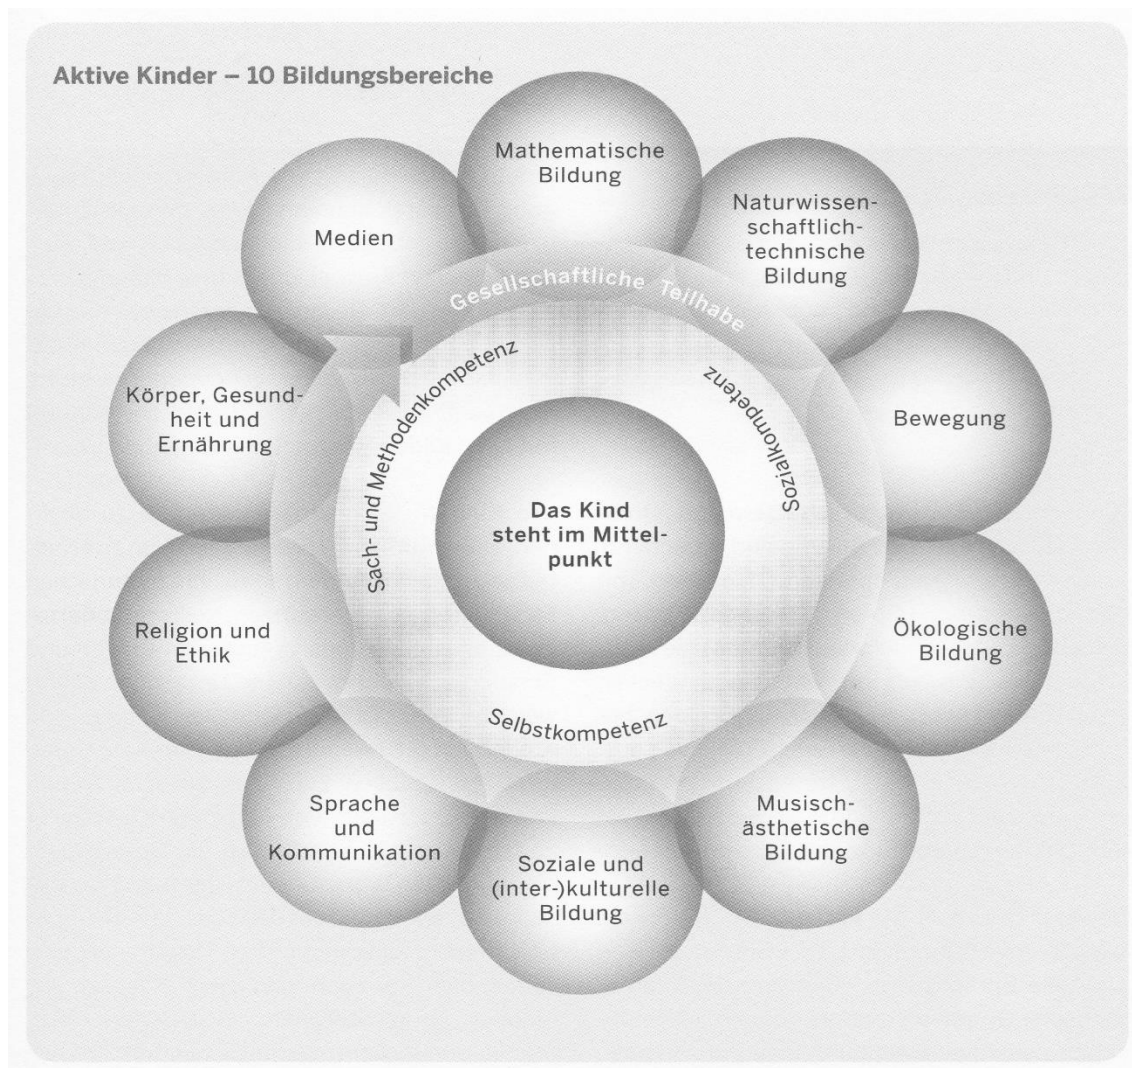 Aktive Kinder – 10 Bildungsbereiche
Mathematische
Bildung
Naturwissen-
schaftlich-
technische
Bildung
Bewegung
Ökologische
Bildung
Musisch-
ästhetische
Bildung
Soziale und
(inter-)kulturelle
Bildung
Sprache
und
Kommunikation
Religion und
Ethik
Körper, Gesund-
heit und
Ernährung
Medien
Gesellschaftliche Teilhabe
Sach- und Methodenkompetenz
Sozialkompetenz
Selbstkompetenz
Das Kind
steht im Mittel-
punkt